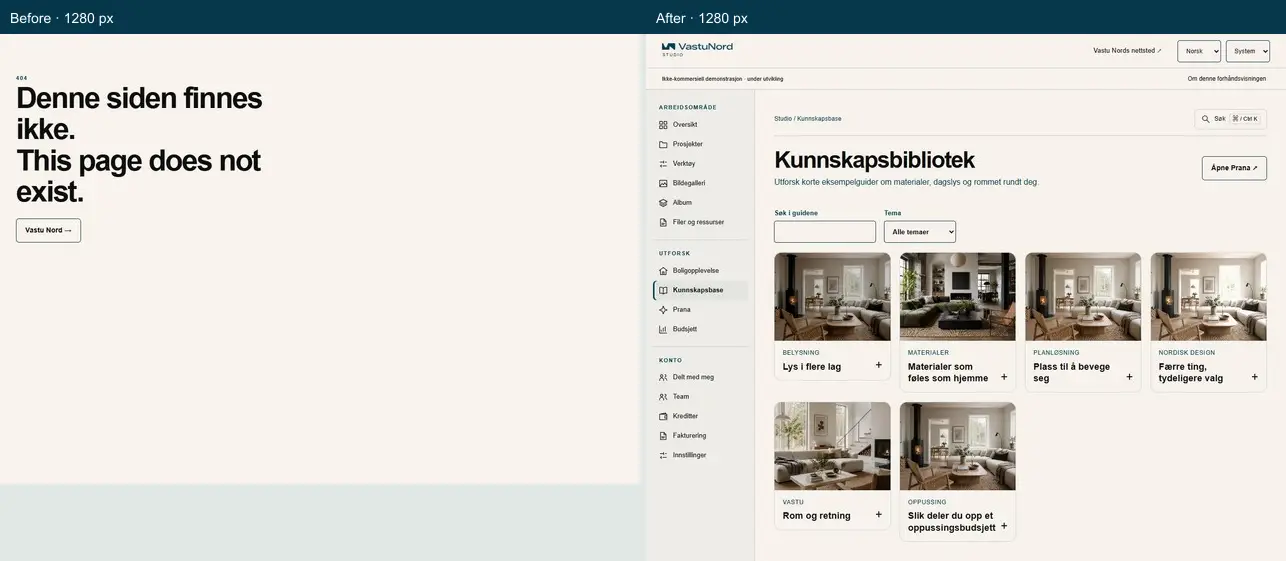 Before · 1280 px
404
Denne siden finnes
ikke.
This page does not
exist.
Vastu Nord →
After · 1280 px
VastuNord
STUDIO
Vastu Nords nettsted ↗
Norsk
System
Ikke-kommersiell demonstrasjon · under utvikling
Om denne forhåndsvisningen
ARBEIDSOMRÅDE
Oversikt
Prosjekter
Verktøy
Bildegalleri
Album
Filer og ressurser
UTFORSK
Boligopplevelse
Kunnskapsbase
Prana
Budsjett
KONTO
Delt med meg
Team
Kreditter
Fakturering
Innstillinger
Studio / Kunnskapsbase
Søk ⌘ / Ctrl K
Kunnskapsbibliotek
Utforsk korte eksempelguider om materialer, dagslys og rommet rundt deg.
Åpne Prana ↗
Søk i guidene
Tema
Alle temaer
BELYSNING
Lys i flere lag
+
MATERIALER
Materialer som
føles som hjemme
+
PLANLØSNING
Plass til å bevege
seg
+
NORDISK DESIGN
Færre ting,
tydeligere valg
+
VASTU
Rom og retning
+
OPPUSSING
Slik deler du opp et
oppussingsbudsjett
+